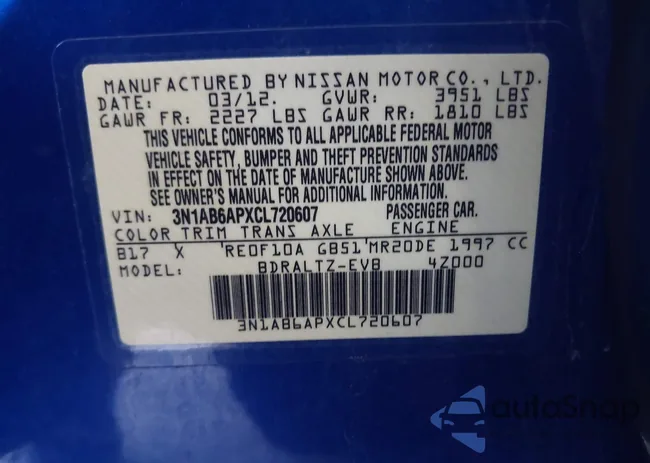 MANUFACTURED BY NISSAN MOTOR CO., LTD.
DATE: 03/12. GVWR: 3951 LBS
GAWR FR: 2227 LBS GAWR RR: 1810 LBS
THIS VEHICLE CONFORMS TO ALL APPLICABLE FEDERAL MOTOR
VEHICLE SAFETY, BUMPER AND THEFT PREVENTION STANDARDS
IN EFFECT ON THE DATE OF MANUFACTURE SHOWN ABOVE.
SEE OWNER'S MANUAL FOR ADDITIONAL INFORMATION.
VIN: 3N1AB6APXCL720607 PASSENGER CAR.
COLOR TRIM TRANS AXLE ENGINE
B17 X 'RE0F10A GB51'MR20DE 1997 CC
MODEL: BDRALTZ-EVB 4Z000
3N1AB6APXCL720607
autoSnap